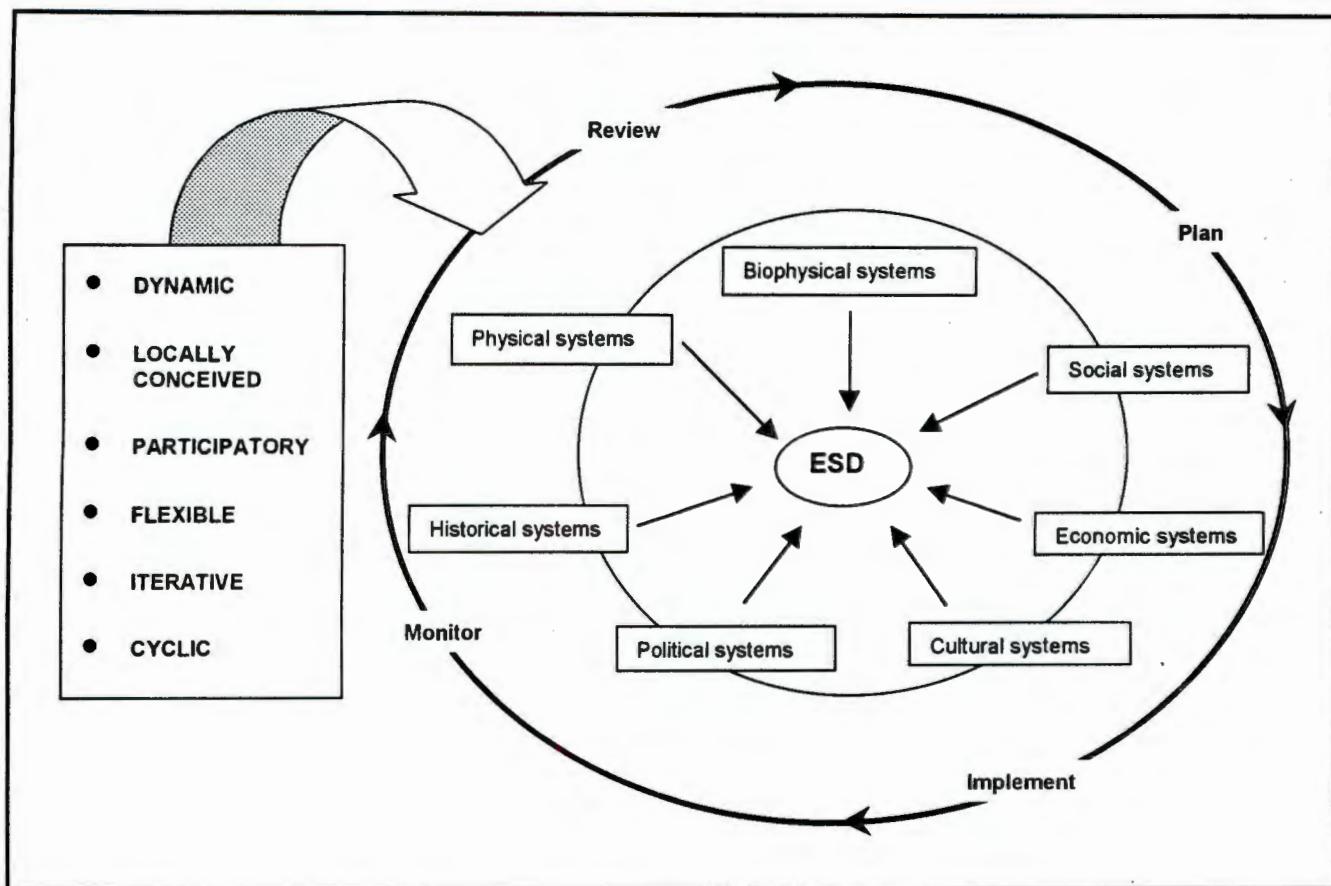 Review
Plan
Implement
Monitor
• DYNAMIC
• LOCALLY
CONCEIVED
• PARTICIPATORY
• FLEXIBLE
• ITERATIVE
• CYCLIC
Biophysical systems
Physical systems
Social systems
ESD
Historical systems
Economic systems
Political systems
Cultural systems